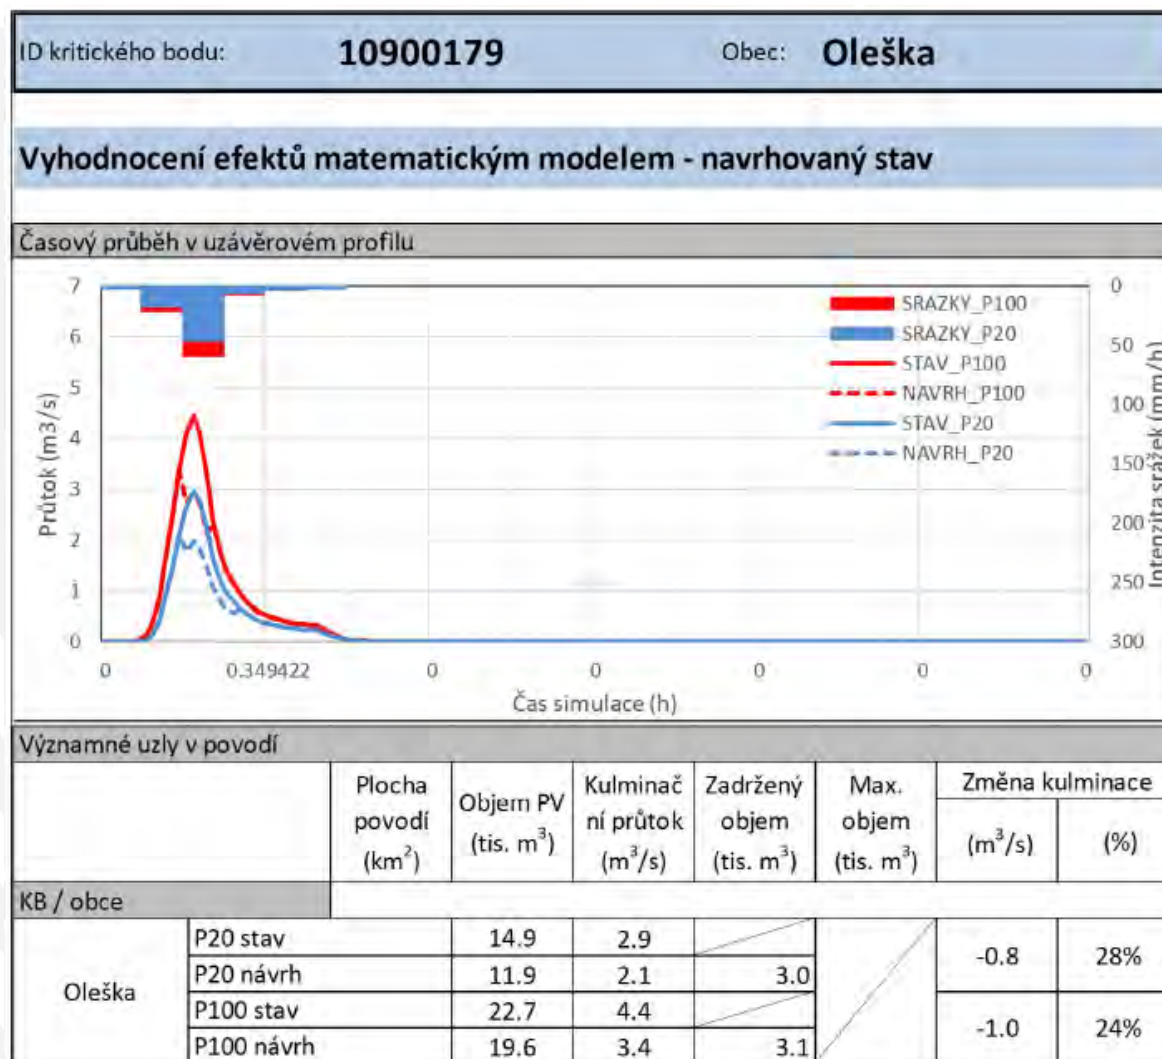 ID kritického bodu: 10900179 Obec: Oleška
Vyhodnocení efektů matematickým modelem - navrhovaný stav
Časový průběh v uzávěrovém profilu
7
6
5
4
3
2
1
0
Průtok (m3/s)
0
50
100
150
200
250
300
Intenzita srážek (mm/h)
SRAZKY_P100
SRAZKY_P20
STAV_P100
NAVRH_P100
STAV_P20
NAVRH_P20
0 0.349422 0 0 0 0 0
Čas simulace (h)
Významné uzly v povodí
Plocha povodí (km²)
Objem PV (tis. m³)
Kulminač ní průtok (m³/s)
Zadržený objem (tis. m³)
Max. objem (tis. m³)
Změna kulminace
(m³/s) (%)
KB / obce
Oleška
P20 stav 14.9 2.9
P20 návrh 11.9 2.1 3.0
-0.8 28%
P100 stav 22.7 4.4
P100 návrh 19.6 3.4 3.1
-1.0 24%